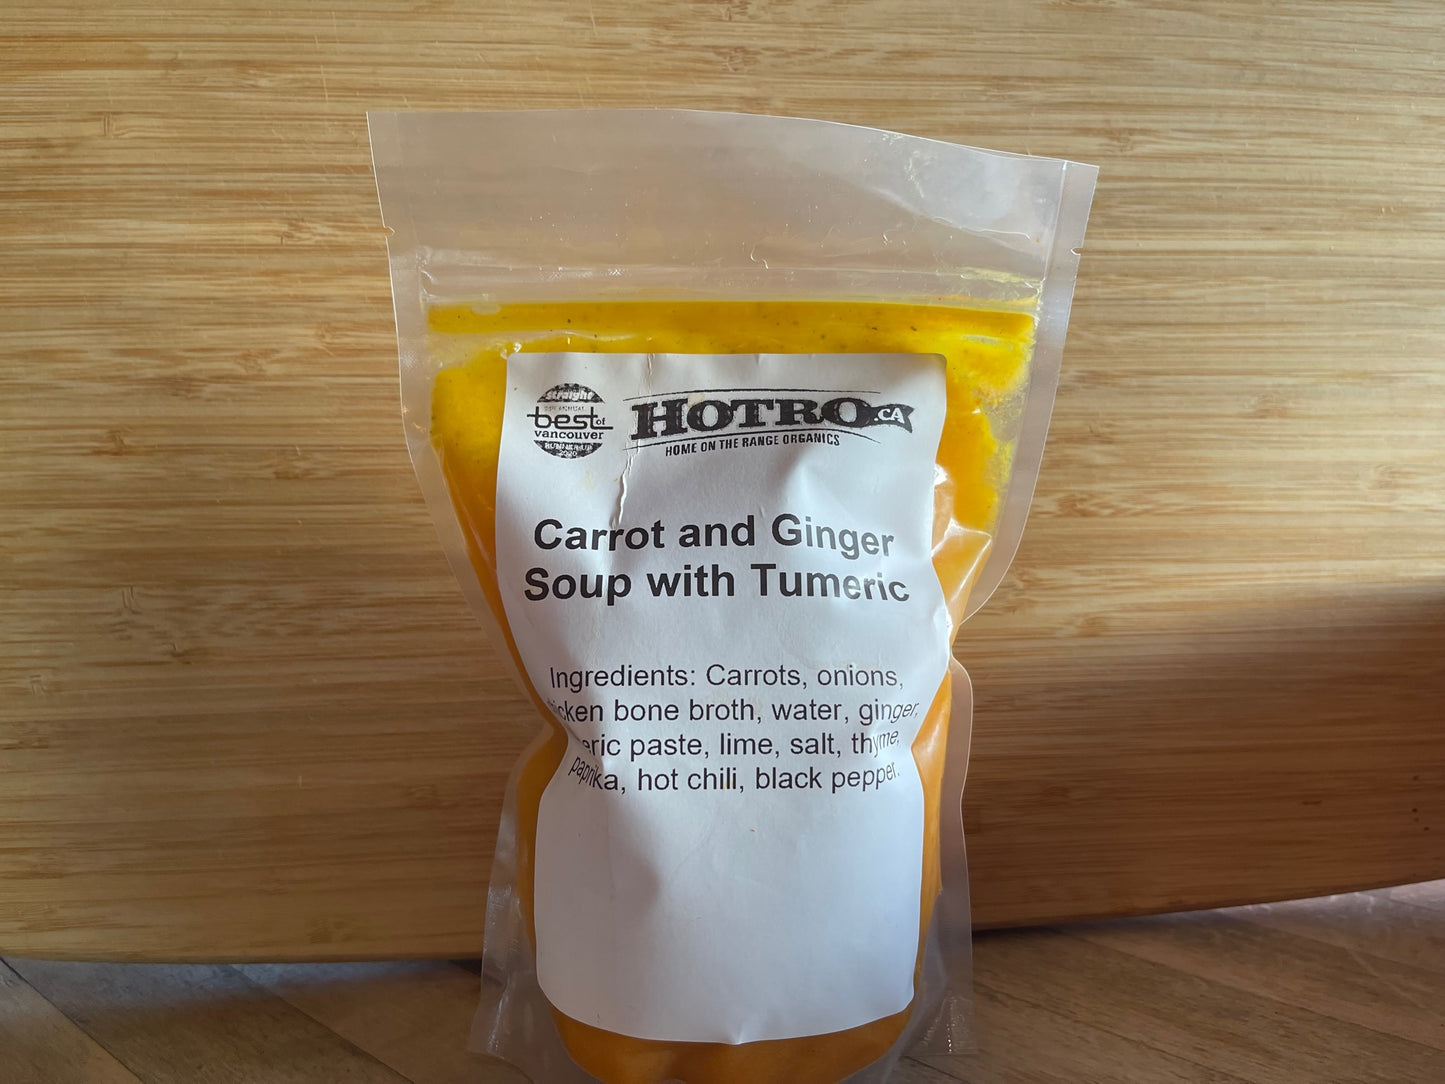 straight
best of
vancouver
2020
HOTRO.CA
HOME ON THE RANGE ORGANICS
Carrot and Ginger
Soup with Tumeric
Ingredients: Carrots, onions,
bone broth, water, ginger,
paste, lime, salt, thyme,
paprika, hot chili, black pepper.